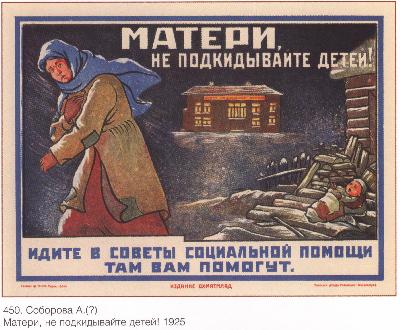 МАТЕРИ,
НЕ ПОДКИДЫВАЙТЕ ДЕТЕЙ!
ИДИТЕ В СОВЕТЫ СОЦИАЛЬНОЙ ПОМОЩИ
ТАМ ВАМ ПОМОГУТ.
ИЗДАНИЕ ОХМАТМЛАД
450. Соборова А.(?)
Матери, не подкидывайте детей! 1925